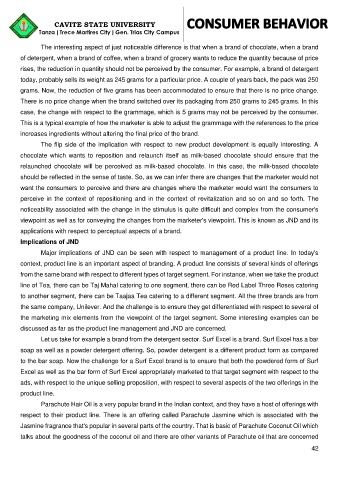 CAVITE STATE UNIVERSITY
Tanza | Trece Martires City | Gen. Trias City Campus
CONSUMER BEHAVIOR
The interesting aspect of just noticeable difference is that when a brand of chocolate, when a brand
of detergent, when a brand of coffee, when a brand of grocery wants to reduce the quantity because of price
rises, the reduction in quantity should not be perceived by the consumer. For example, a brand of detergent
today, probably sells its weight as 245 grams for a particular price. A couple of years back, the pack was 250
grams. Now, the reduction of five grams has been accommodated to ensure that there is no price change.
There is no price change when the brand switched over its packaging from 250 grams to 245 grams. In this
case, the change with respect to the grammage, which is 5 grams may not be perceived by the consumer.
This is a typical example of how the marketer is able to adjust the grammage with the references to the price
increases ingredients without altering the final price of the brand.
The flip side of the implication with respect to new product development is equally interesting. A
chocolate which wants to reposition and relaunch itself as milk-based chocolate should ensure that the
relaunched chocolate will be perceived as milk-based chocolate. In this case, the milk-based chocolate
should be reflected in the sense of taste. So, as we can infer there are changes that the marketer would not
want the consumers to perceive and there are changes where the marketer would want the consumers to
perceive in the context of repositioning and in the context of revitalization and so on and so forth. The
noticeability associated with the change in the stimulus is quite difficult and complex from the consumer's
viewpoint as well as for conveying the changes from the marketer's viewpoint. This is known as JND and its
applications with respect to perceptual aspects of a brand.
Implications of JND
Major implications of JND can be seen with respect to management of a product line. In today's
context, product line is an important aspect of branding. A product line consists of several kinds of offerings
from the same brand with respect to different types of target segment. For instance, when we take the product
line of Tea, there can be Taj Mahal catering to one segment, there can be Red Label Three Roses catering
to another segment, there can be Taajaa Tea catering to a different segment. All the three brands are from
the same company, Unilever. And the challenge is to ensure they get differentiated with respect to several of
the marketing mix elements from the viewpoint of the target segment. Some interesting examples can be
discussed as far as the product line management and JND are concerned.
Let us take for example a brand from the detergent sector. Surf Excel is a brand. Surf Excel has a bar
soap as well as a powder detergent offering. So, powder detergent is a different product form as compared
to the bar soap. Now the challenge for a Surf Excel brand is to ensure that both the powdered form of Surf
Excel as well as the bar form of Surf Excel appropriately marketed to that target segment with respect to the
ads, with respect to the unique selling proposition, with respect to several aspects of the two offerings in the
product line.
Parachute Hair Oil is a very popular brand in the Indian context, and they have a host of offerings with
respect to their product line. There is an offering called Parachute Jasmine which is associated with the
Jasmine fragrance that's popular in several parts of the country. That is basic of Parachute Coconut Oil which
talks about the goodness of the coconut oil and there are other variants of Parachute oil that are concerned
42